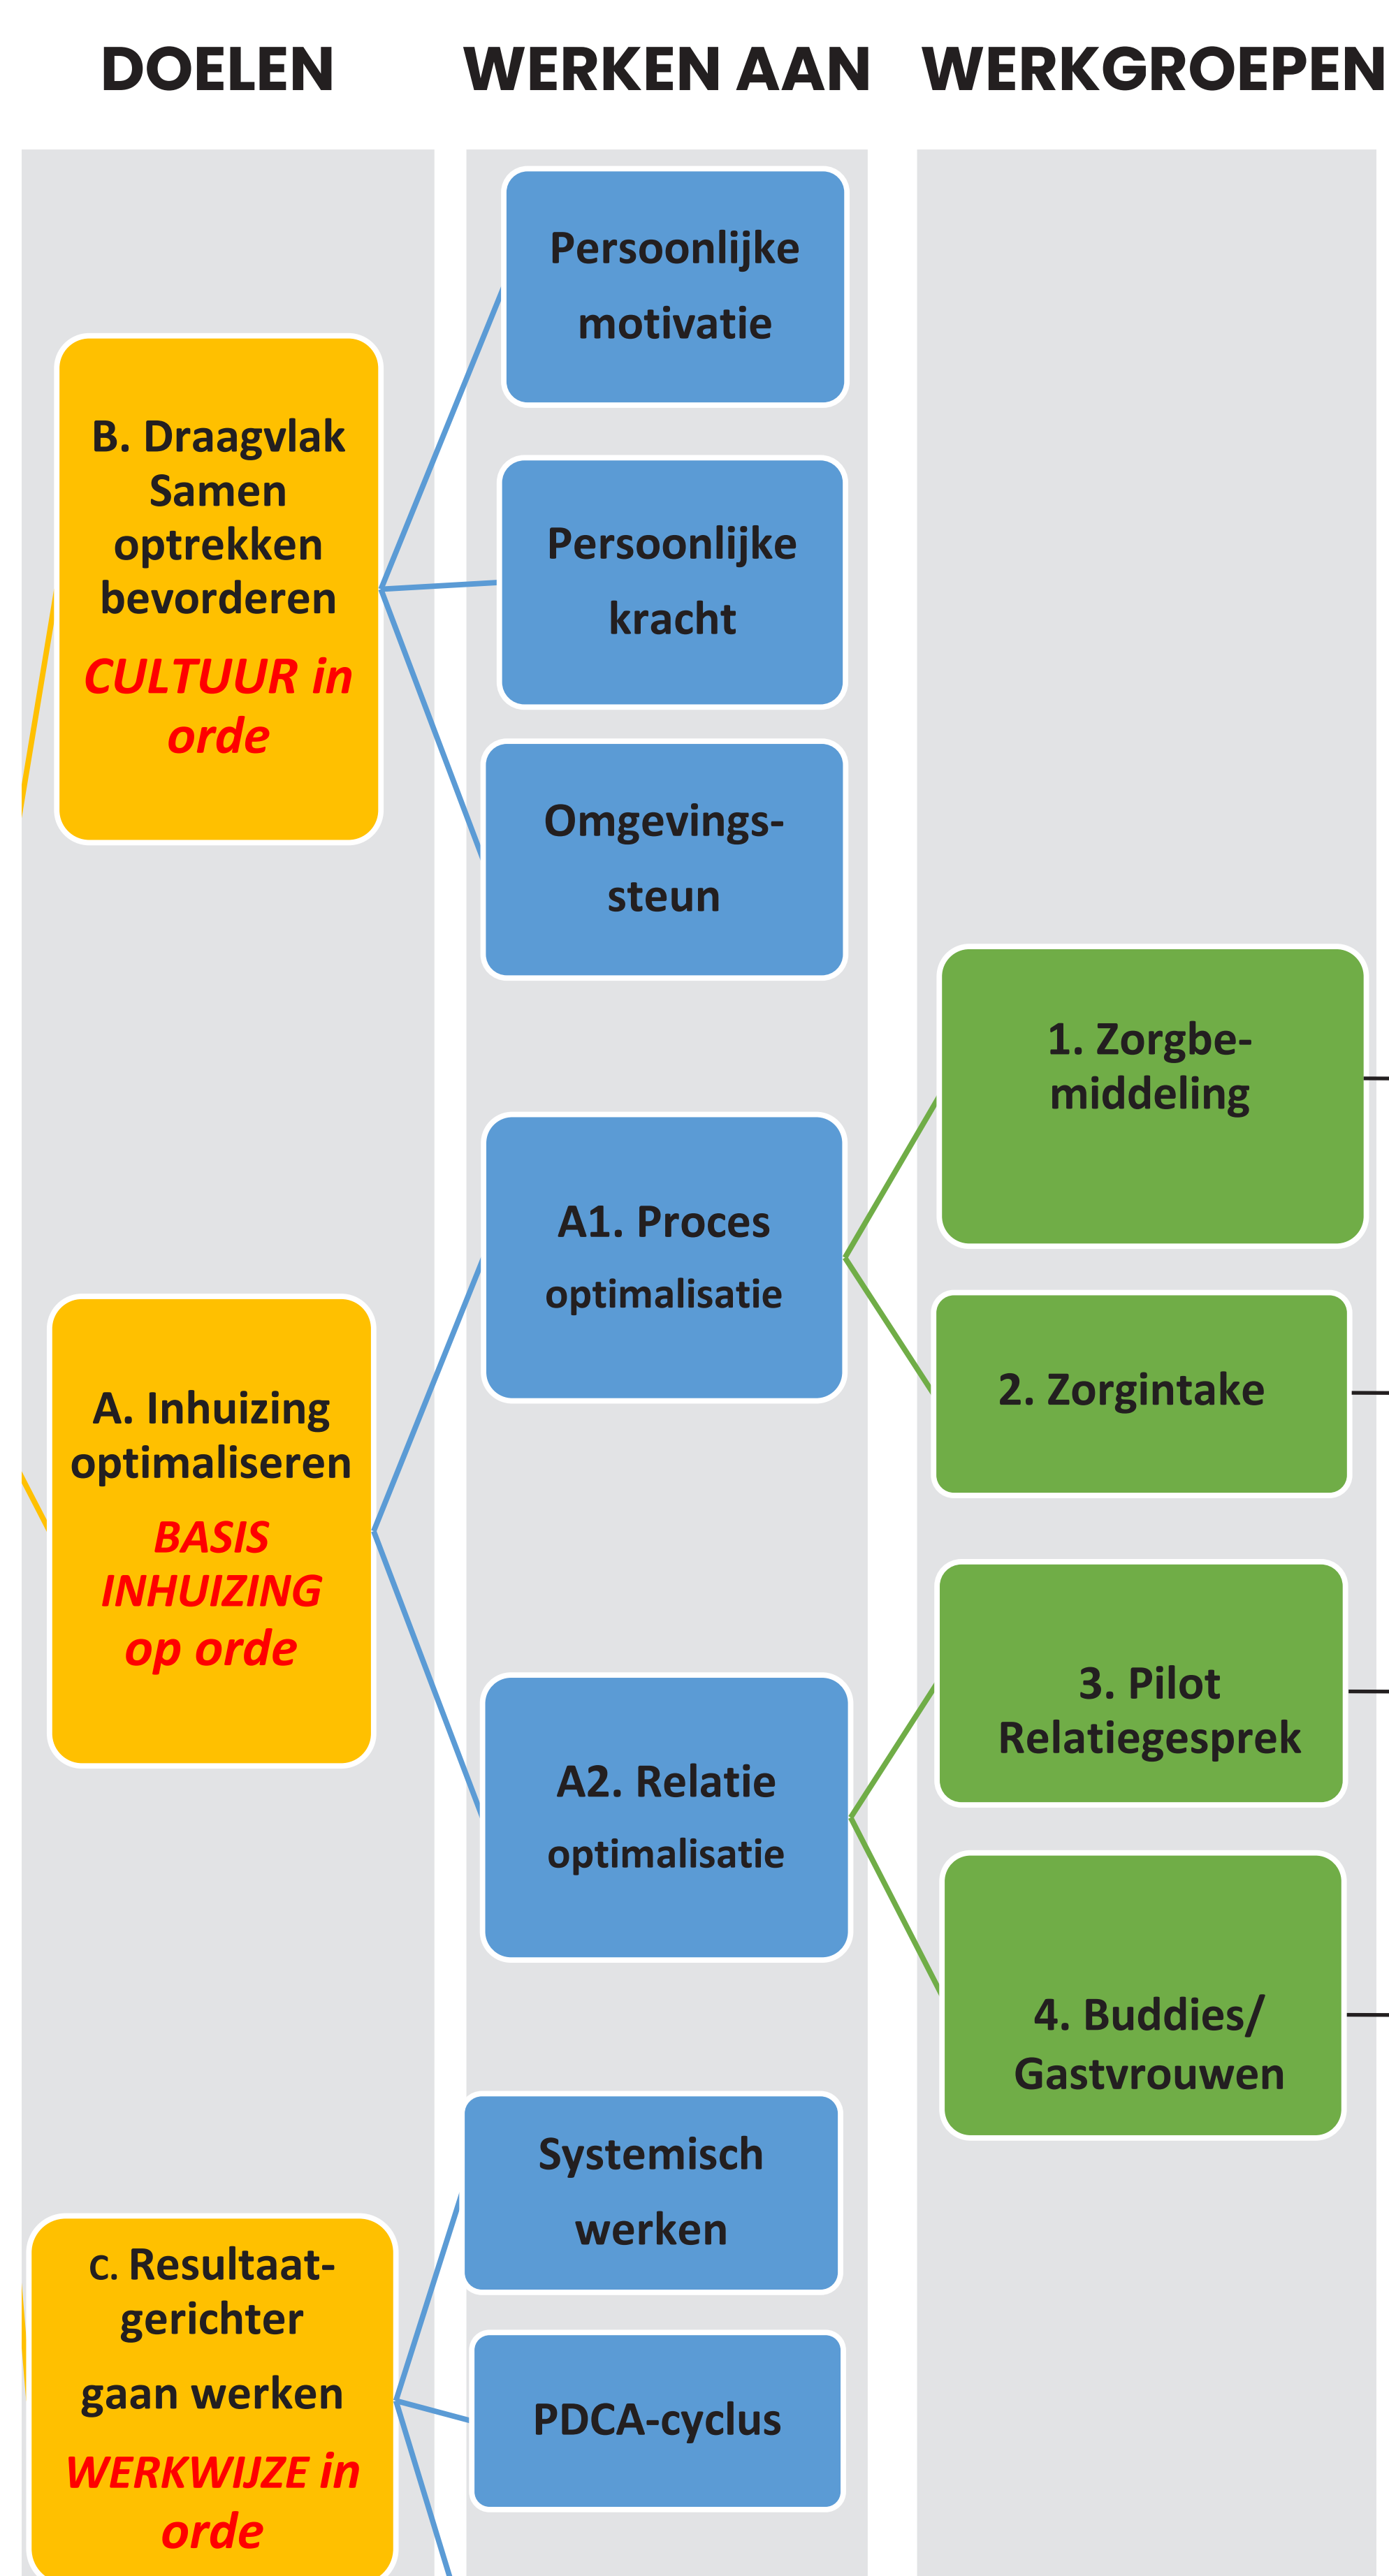 DOELEN
WERKEN AAN
WERKGROEPEN
B. Draagvlak
Samen
optrekken
bevorderen
CULTUUR in
orde
A. Inhuizing
optimaliseren
BASIS
INHUIZING
op orde
C. Resultaat-
gerichter
gaan werken
WERKWIJZE in
orde
Persoonlijke
motivatie
Persoonlijke
kracht
Omgevings-
steun
A1. Proces
optimalisatie
A2. Relatie
optimalisatie
Systemisch
werken
PDCA-cyclus
1. Zorgbe-
middeling
2. Zorgintake
3. Pilot
Relatiegesprek
4. Buddies/
Gastvrouwen